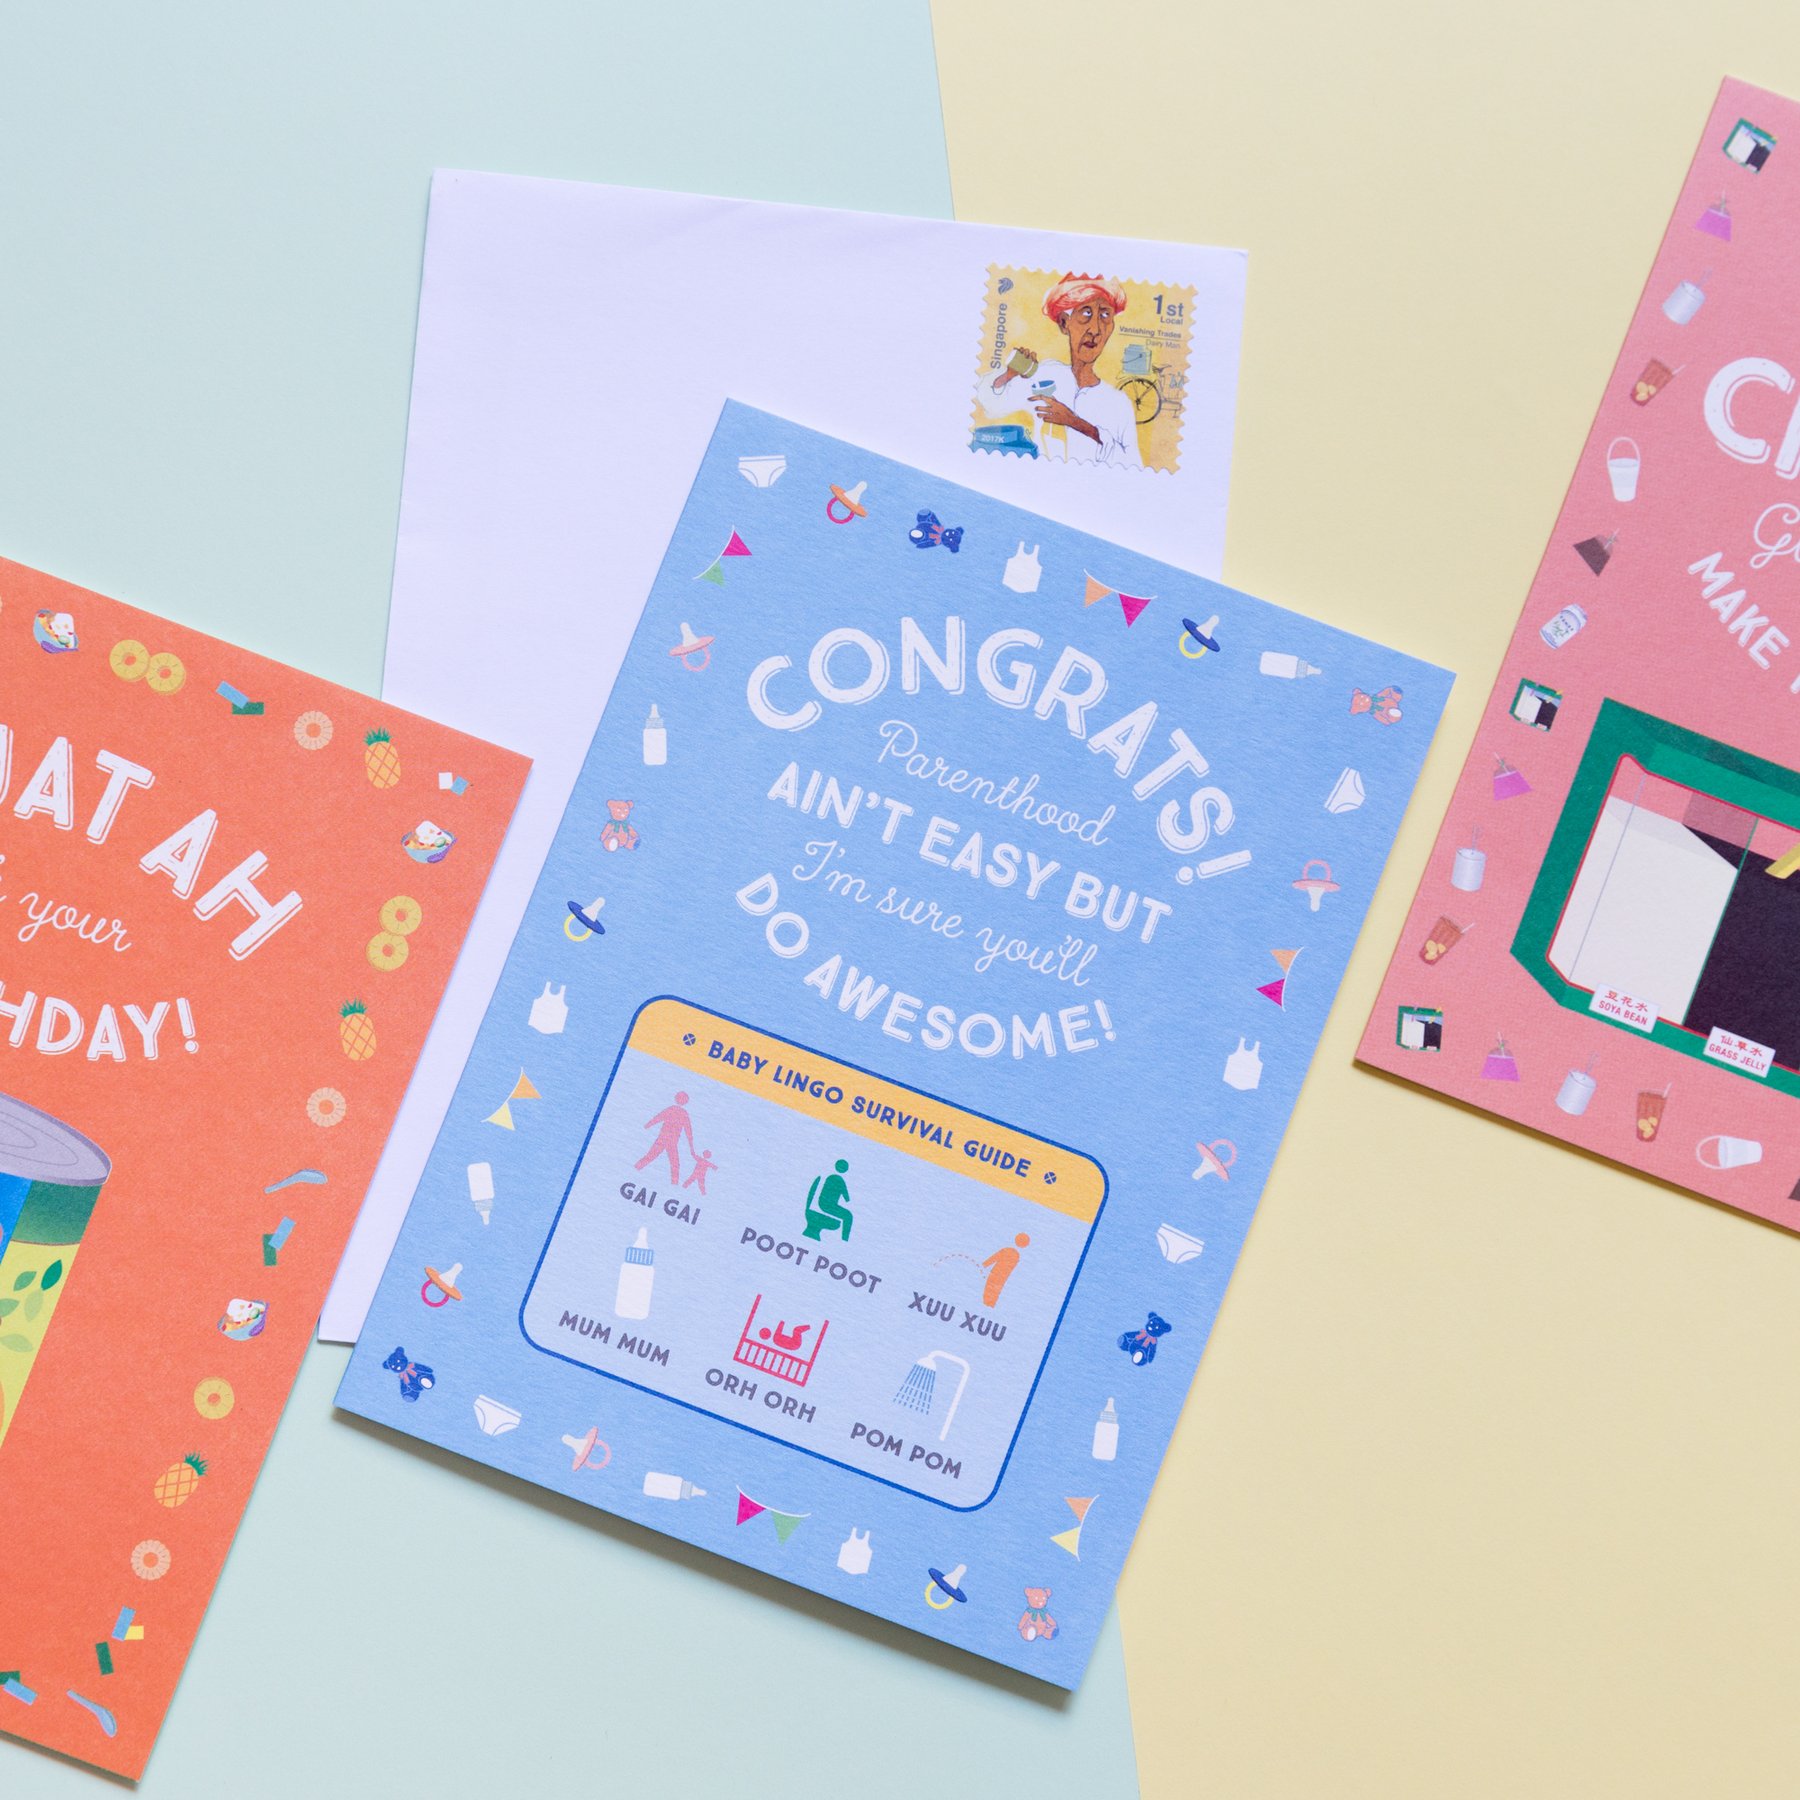 Singapore
1st
Local
Vanishing Trades
Dairy Man
2017K
CONGRATS!
Parenthood
AIN'T EASY BUT
I'm sure you'll
DO AWESOME!
BABY LINGO SURVIVAL GUIDE
GAI GAI
POOT POOT
XUU XUU
MUM MUM
ORH ORH
POM POM
AH
your
MAKE
豆花水
SOYA BEAN
仙草水
GRASS JELLY